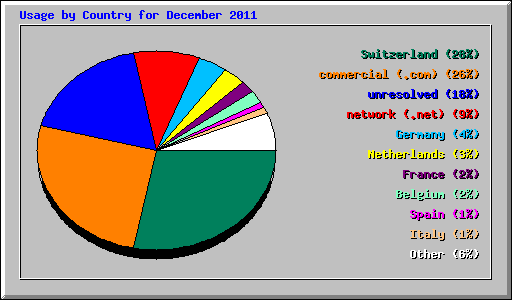 Usage by Country for December 2011
Switzerland (28%)
commercial (.com) (26%)
unresolved (18%)
network (.net) (9%)
Germany (4%)
Netherlands (3%)
France (2%)
Belgium (2%)
Spain (1%)
Italy (1%)
Other (6%)